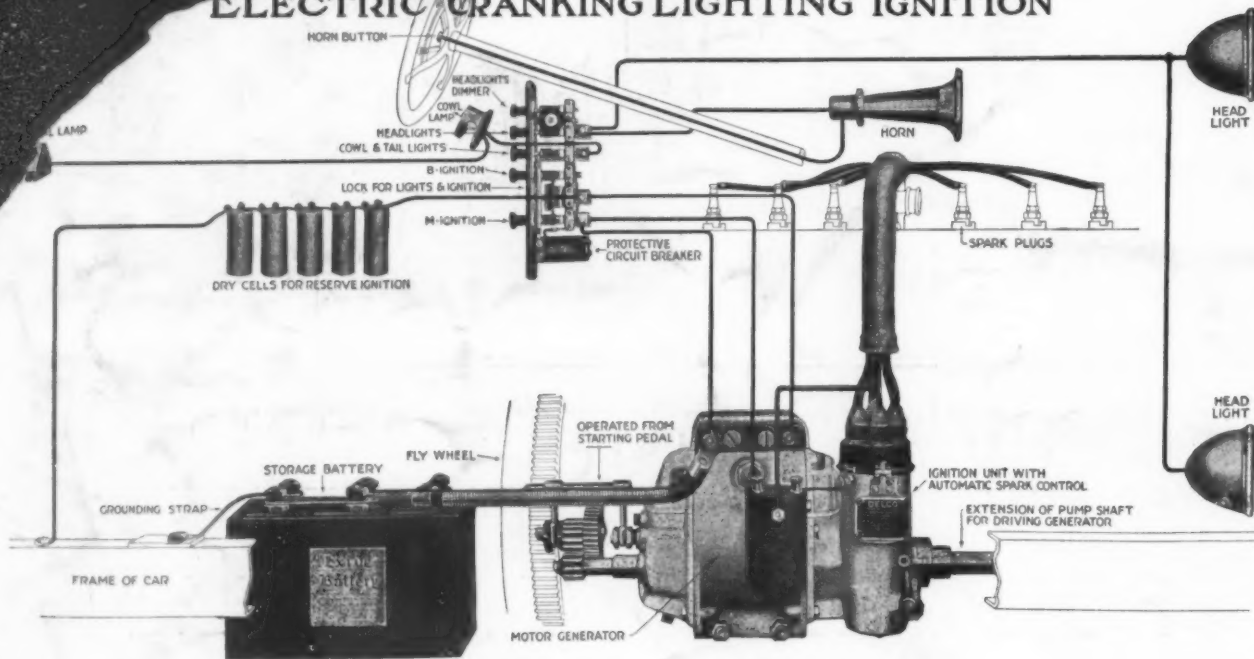 ELECTRIC CRANKING LIGHTING IGNITION
HORN BUTTON
HEADLIGHTS
DIMMER
COWL
LAMP
HEADLIGHTS
COWL & TAIL LIGHTS
B-IGNITION
LOCK FOR LIGHTS & IGNITION
M-IGNITION
PROTECTIVE
CIRCUIT BREAKER
LAMP
DRY CELLS FOR RESERVE IGNITION
HORN
HEAD
LIGHT
SPARK PLUGS
HEAD
LIGHT
OPERATED FROM
STARTING PEDAL
FLY WHEEL
STORAGE BATTERY
GROUNDING STRAP
FRAME OF CAR
Exide
Battery
IGNITION UNIT WITH
AUTOMATIC SPARK CONTROL
DELCO
EXTENSION OF PUMP SHAFT
FOR DRIVING GENERATOR
MOTOR GENERATOR